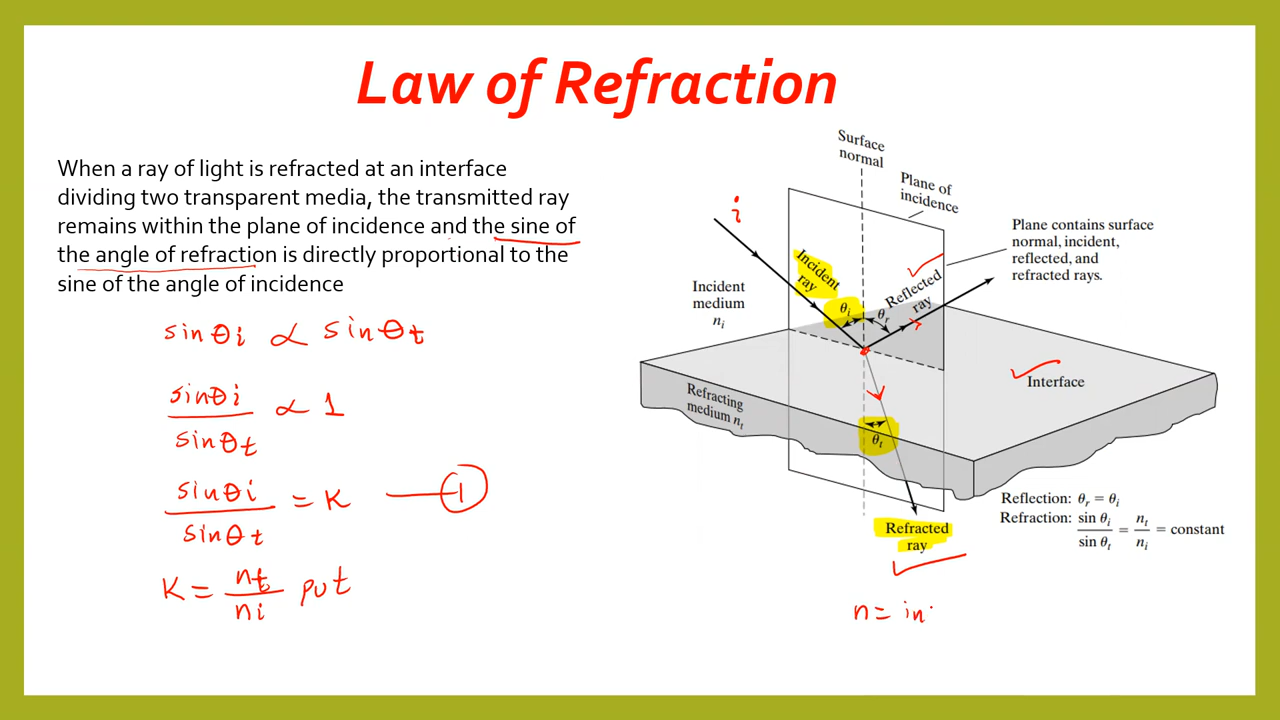 Law of Refraction
When a ray of light is refracted at an interface
dividing two transparent media, the transmitted ray
remains within the plane of incidence and the sine of
the angle of refraction is directly proportional to the
sine of the angle of incidence
sinθi ∝ sinθt
sinθi
sinθt
∝ 1
sinθi
sinθt
= K
1
K = nt
ni
put
Surface
normal
Plane of
incidence
i
Plane contains surface
normal, incident,
reflected, and
refracted rays.
Incident
ray
Reflected
ray
Incident
medium
ni
θi
θr
Interface
Refracting
medium nt
θt
Reflection: θr = θi
Refraction: sin θi / sin θt = nt / ni = constant
Refracted
ray
n = in